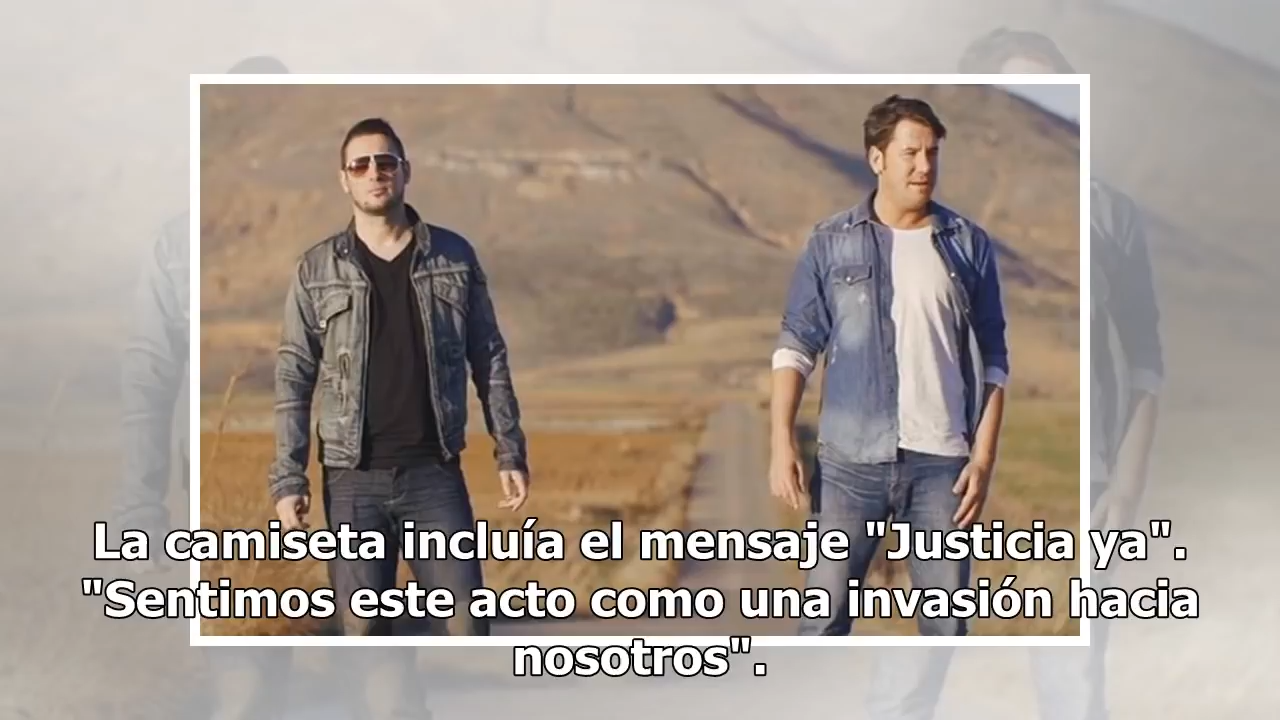 La camiseta incluía el mensaje "Justicia ya".
"Sentimos este acto como una invasión hacia
nosotros".